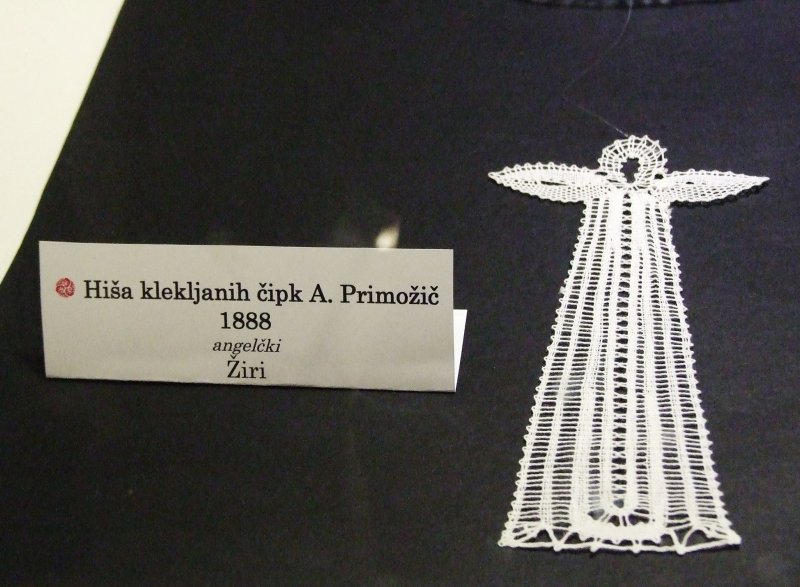 Hiša klekljanih čipk A. Primožič
1888
angelčki
Žiri